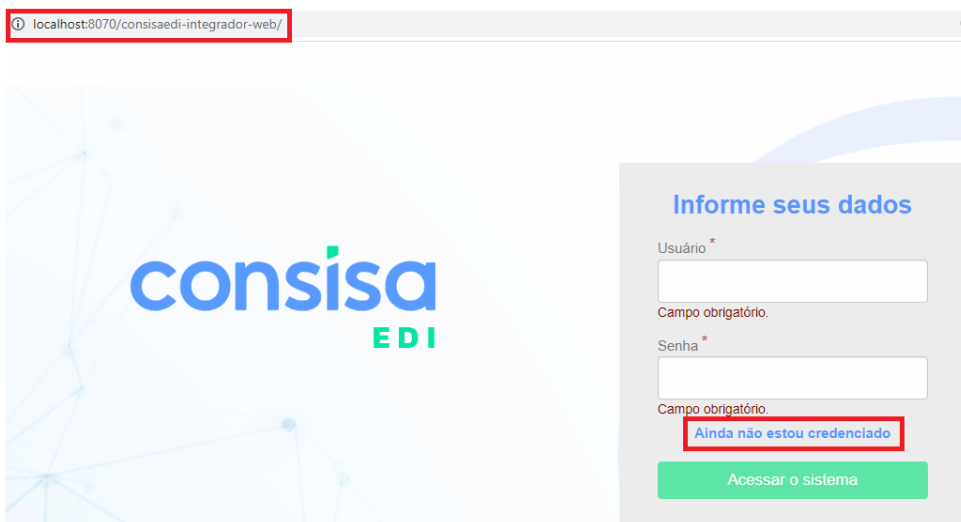 localhost:8070/consisaedi-integrador-web/
consisa
EDI
Informe seus dados
Usuário *
Campo obrigatório.
Senha *
Campo obrigatório.
Ainda não estou credenciado
Acessar o sistema